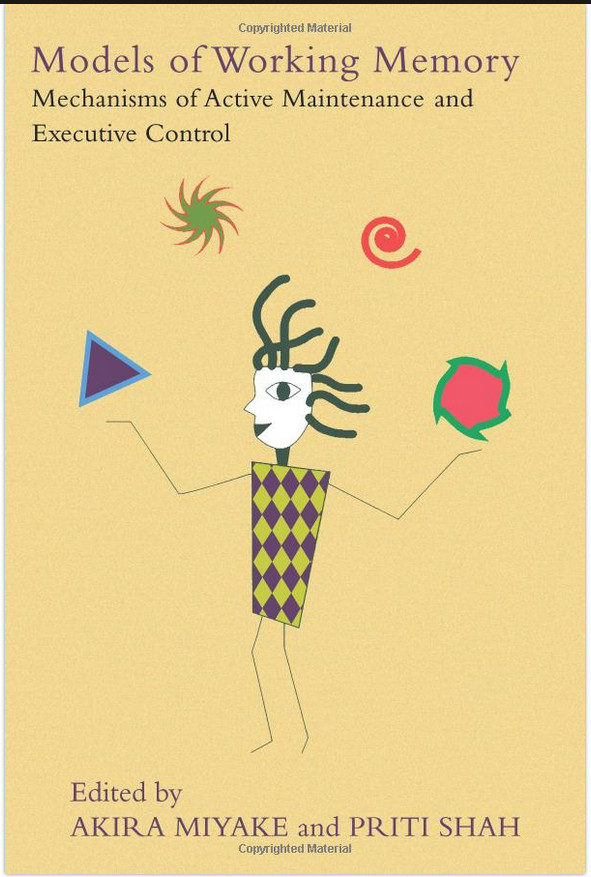 Copyrighted Material
Models of Working Memory
Mechanisms of Active Maintenance and
Executive Control
Edited by
AKIRA MIYAKE and PRITI SHAH
Copyrighted Material